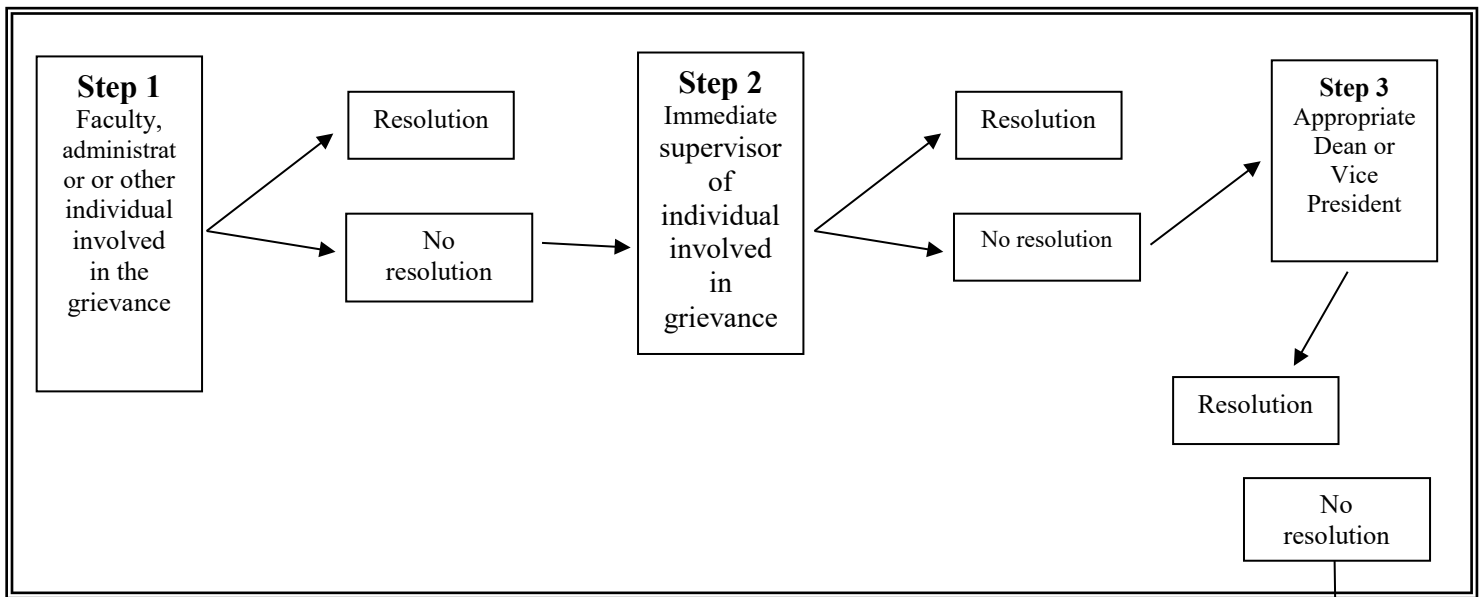 Step 1
Faculty,
administrat
or or other
individual
involved
in the
grievance
Resolution
No
resolution
Step 2
Immediate
supervisor
of
individual
involved
in
grievance
Resolution
No resolution
Step 3
Appropriate
Dean or
Vice
President
Resolution
No
resolution